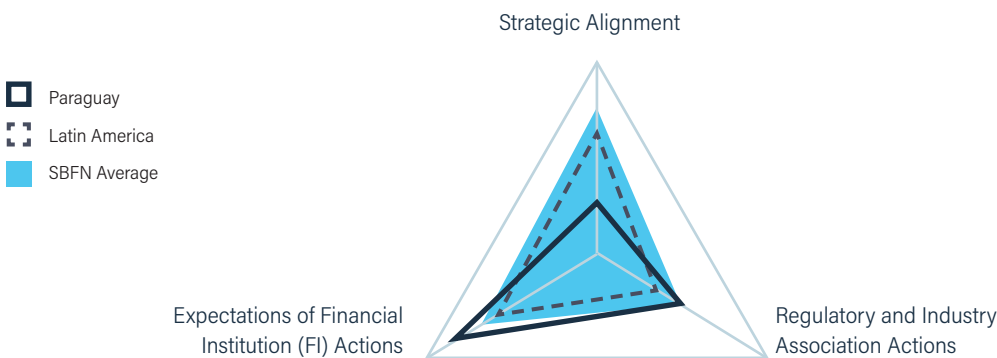 Strategic Alignment
Paraguay
Latin America
SBFN Average
Expectations of Financial
Institution (FI) Actions
Regulatory and Industry
Association Actions